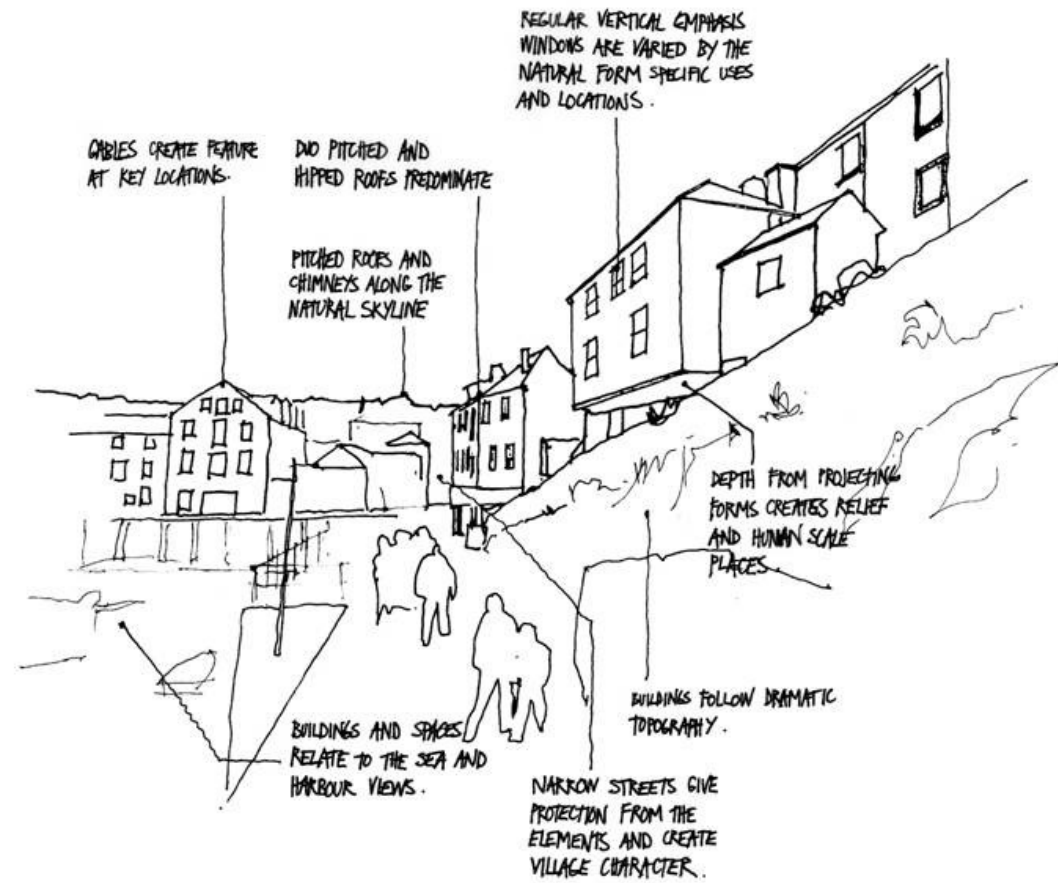 REGULAR VERTICAL EMPHASIS
WINDOWS ARE VARIED BY THE
NATURAL FORM SPECIFIC USES
AND LOCATIONS.
GABLES CREATE FEATURE
AT KEY LOCATIONS.
DUO PITCHED AND
HIPPED ROOFS PREDOMINATE
PITCHED ROOFS AND
CHIMNEYS ALONG THE
NATURAL SKYLINE
DEPTH FROM PROJECTING
FORMS CREATES RELIEF
AND HUMAN SCALE
PLACES.
BUILDINGS FOLLOW DRAMATIC
TOPOGRAPHY.
BUILDINGS AND SPACES
RELATE TO THE SEA AND
HARBOUR VIEWS.
NARROW STREETS GIVE
PROTECTION FROM THE
ELEMENTS AND CREATE
VILLAGE CHARACTER.